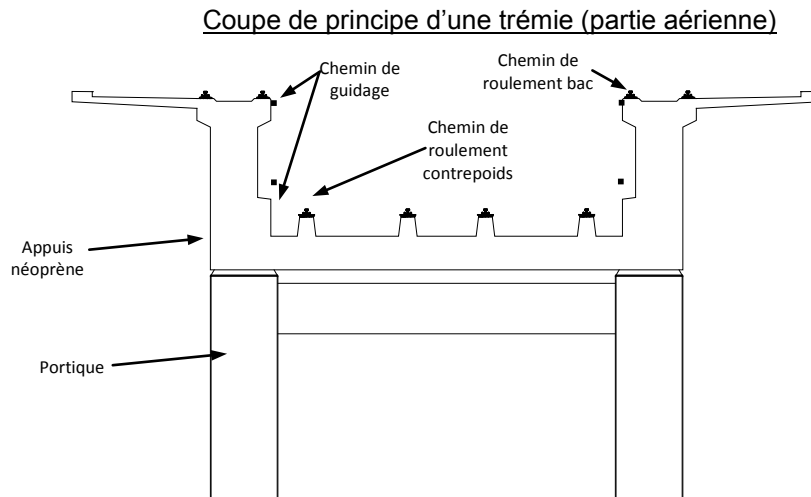 Coupe de principe d’une trémie (partie aérienne)
Chemin de
guidage
Chemin de
roulement bac
Chemin de
roulement
contrepoids
Appuis
néoprène
Portique